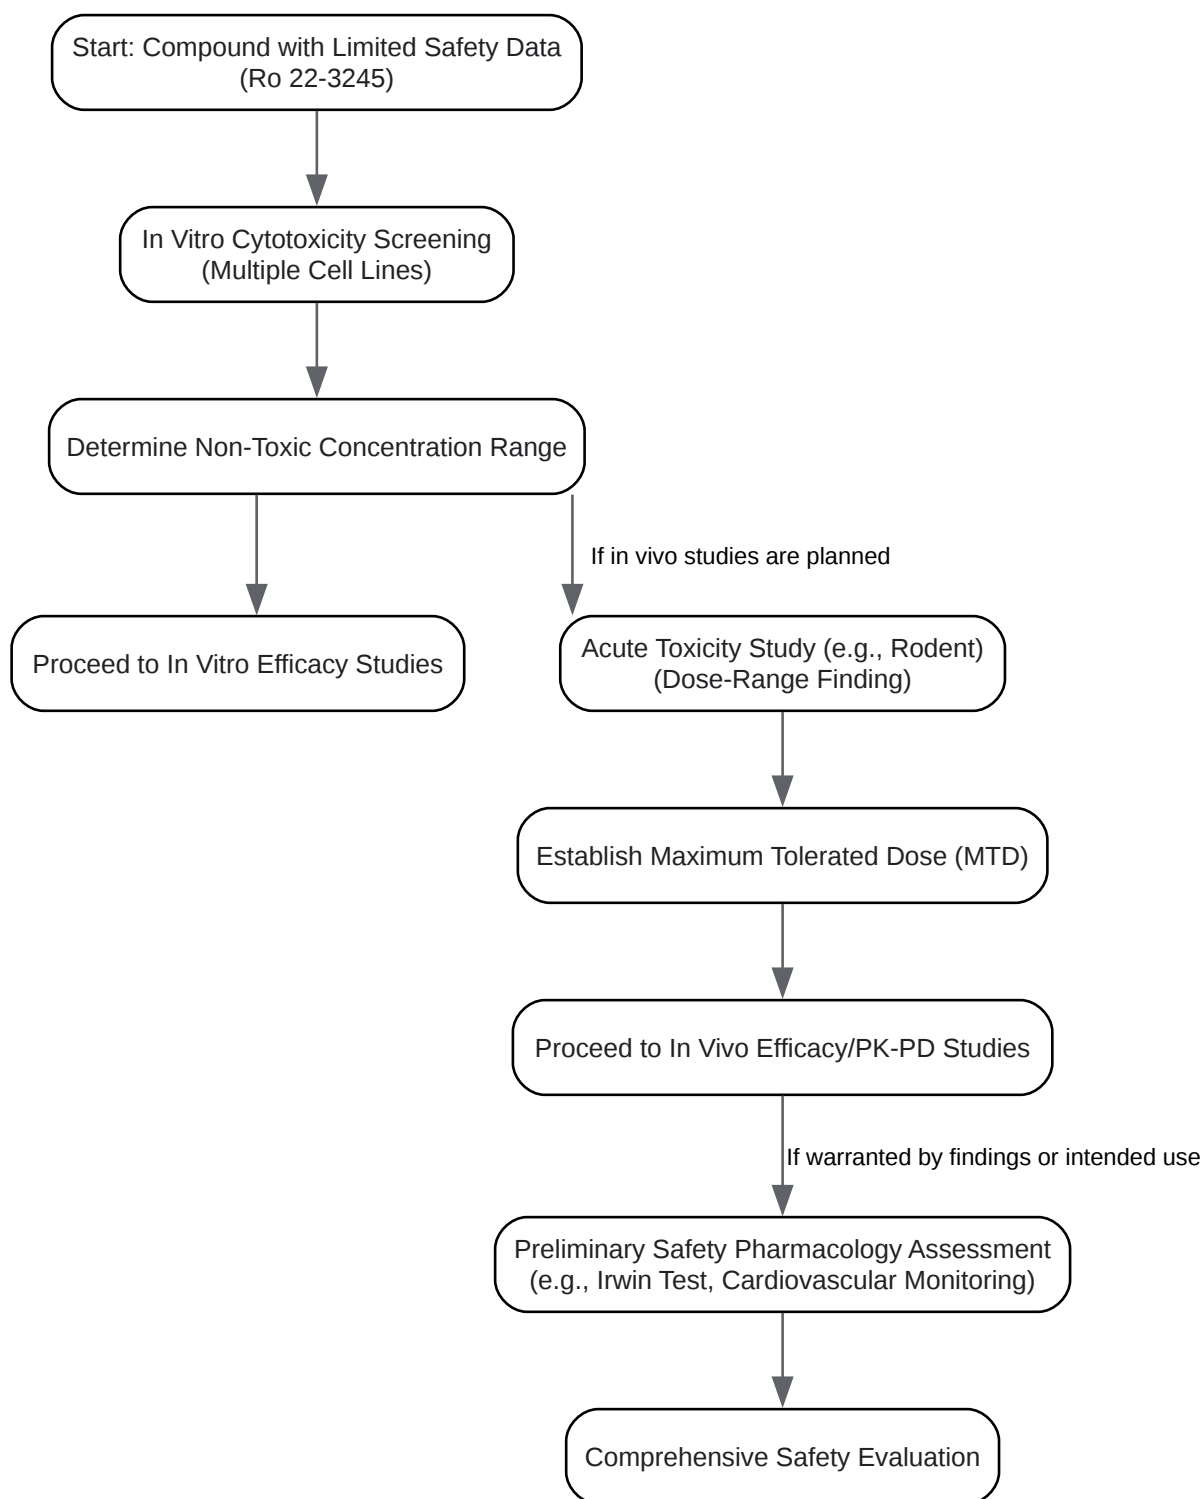 Start: Compound with Limited Safety Data
(Ro 22-3245)
In Vitro Cytotoxicity Screening
(Multiple Cell Lines)
Determine Non-Toxic Concentration Range
If in vivo studies are planned
Proceed to In Vitro Efficacy Studies
Acute Toxicity Study (e.g., Rodent)
(Dose-Range Finding)
Establish Maximum Tolerated Dose (MTD)
Proceed to In Vivo Efficacy/PK-PD Studies
If warranted by findings or intended use
Preliminary Safety Pharmacology Assessment
(e.g., Irwin Test, Cardiovascular Monitoring)
Comprehensive Safety Evaluation